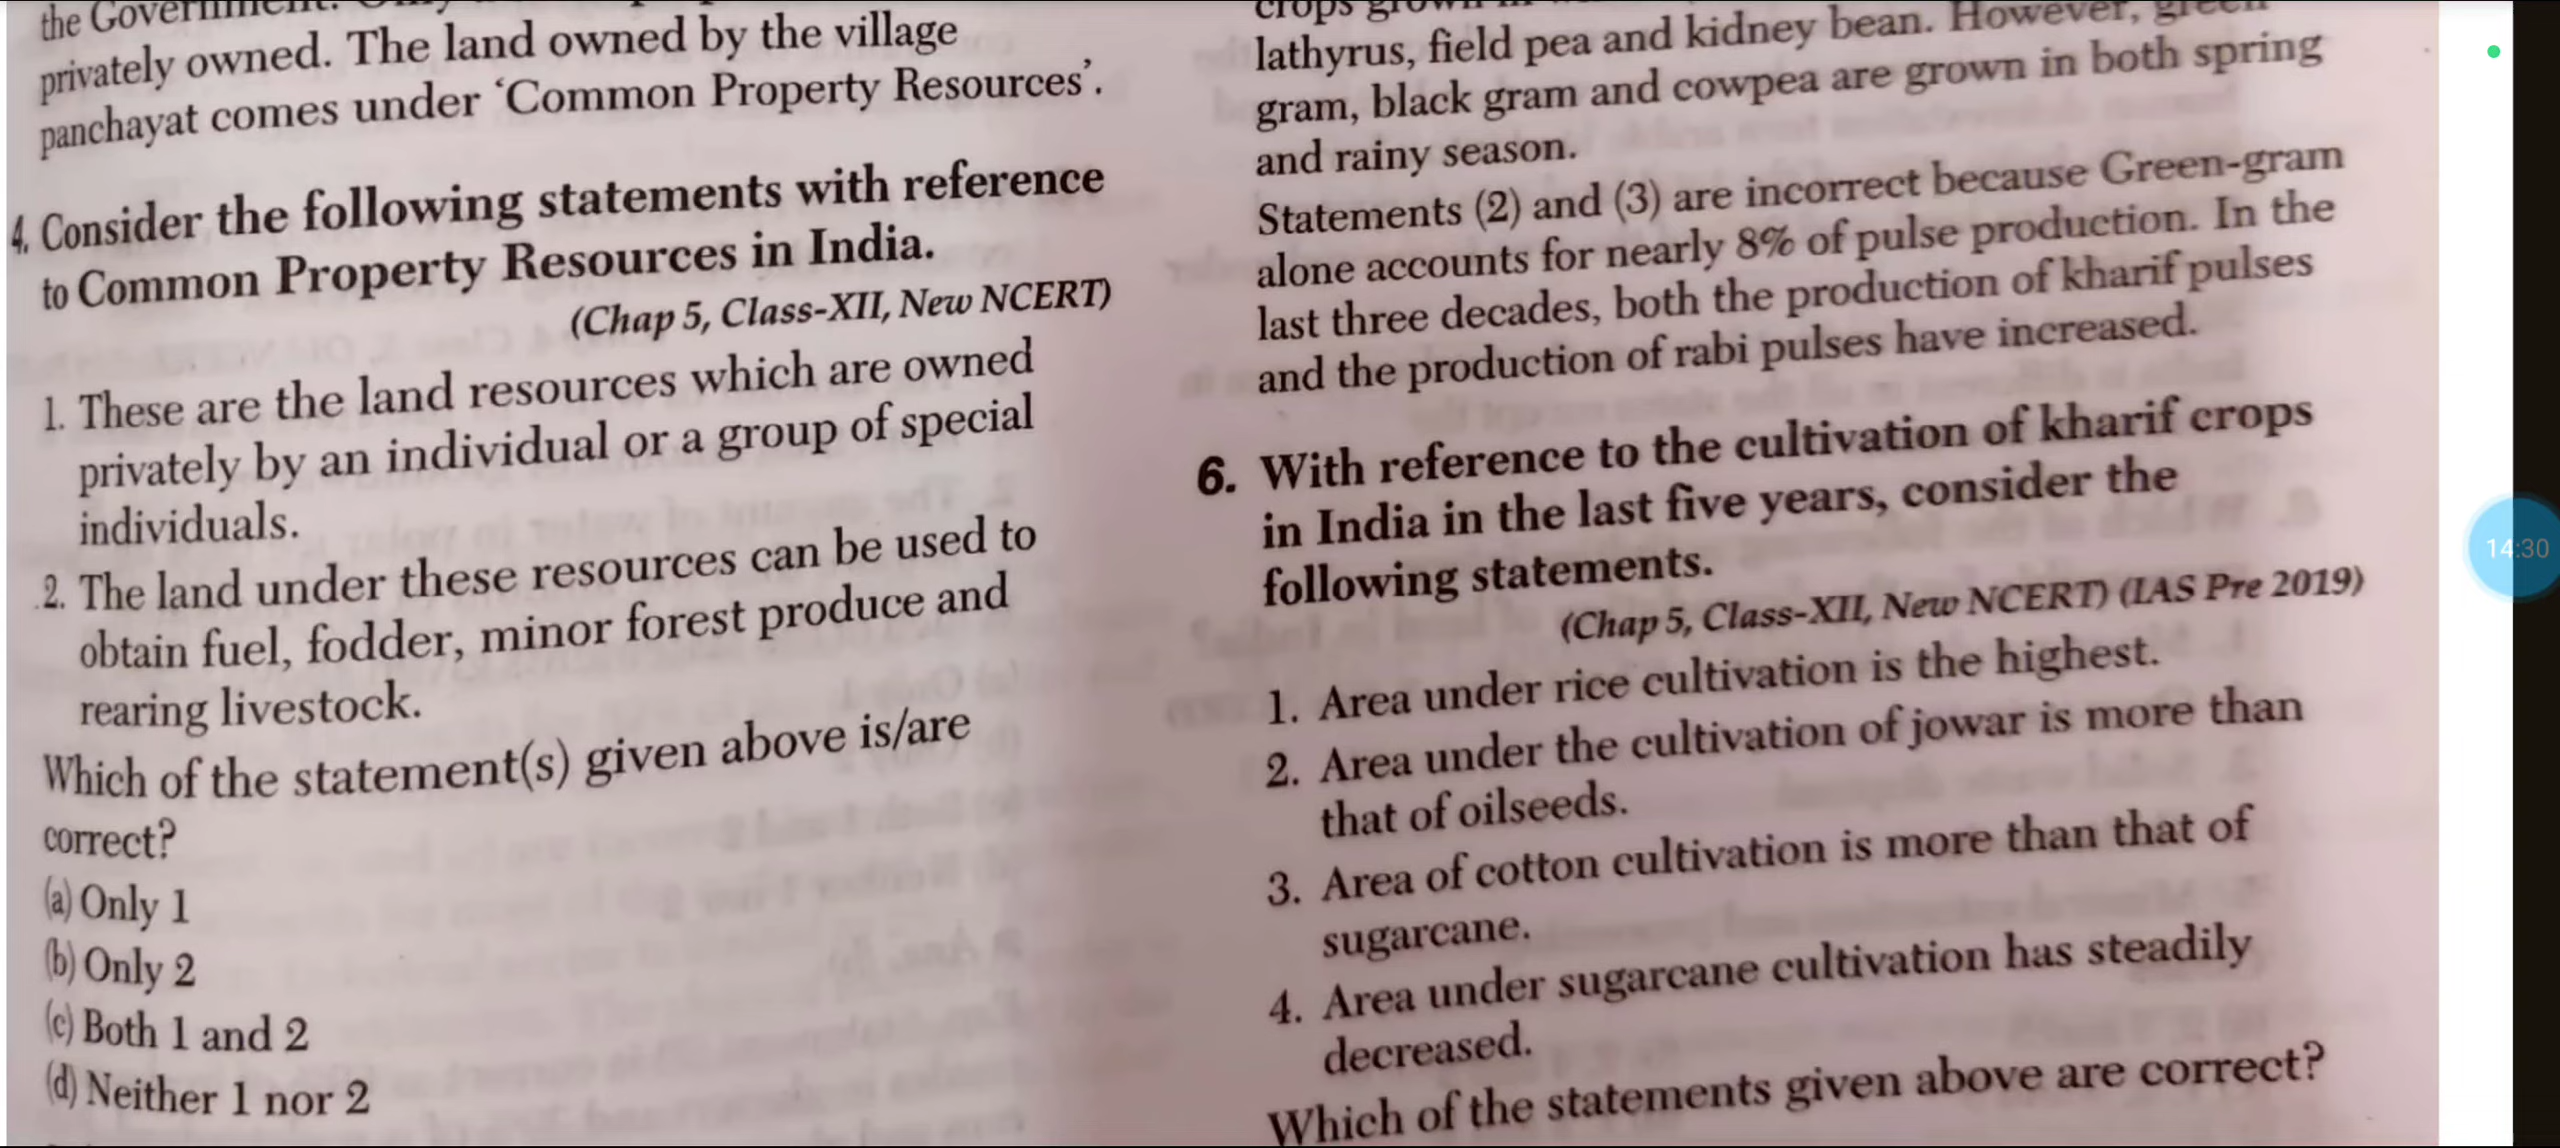 the Government.
privately owned. The land owned by the village
panchayat comes under ‘Common Property Resources’.
4. Consider the following statements with reference
to Common Property Resources in India.
(Chap 5, Class-XII, New NCERT)
1. These are the land resources which are owned
privately by an individual or a group of special
individuals.
2. The land under these resources can be used to
obtain fuel, fodder, minor forest produce and
rearing livestock.
Which of the statement(s) given above is/are
correct?
(a) Only 1
(b) Only 2
(c) Both 1 and 2
(d) Neither 1 nor 2
crops grown in
lathyrus, field pea and kidney bean. However, green
gram, black gram and cowpea are grown in both spring
and rainy season.
Statements (2) and (3) are incorrect because Green-gram
alone accounts for nearly 8% of pulse production. In the
last three decades, both the production of kharif pulses
and the production of rabi pulses have increased.
6. With reference to the cultivation of kharif crops
in India in the last five years, consider the
following statements.
(Chap 5, Class-XII, New NCERT) (IAS Pre 2019)
1. Area under rice cultivation is the highest.
2. Area under the cultivation of jowar is more than
that of oilseeds.
3. Area of cotton cultivation is more than that of
sugarcane.
4. Area under sugarcane cultivation has steadily
decreased.
Which of the statements given above are correct?
14:30